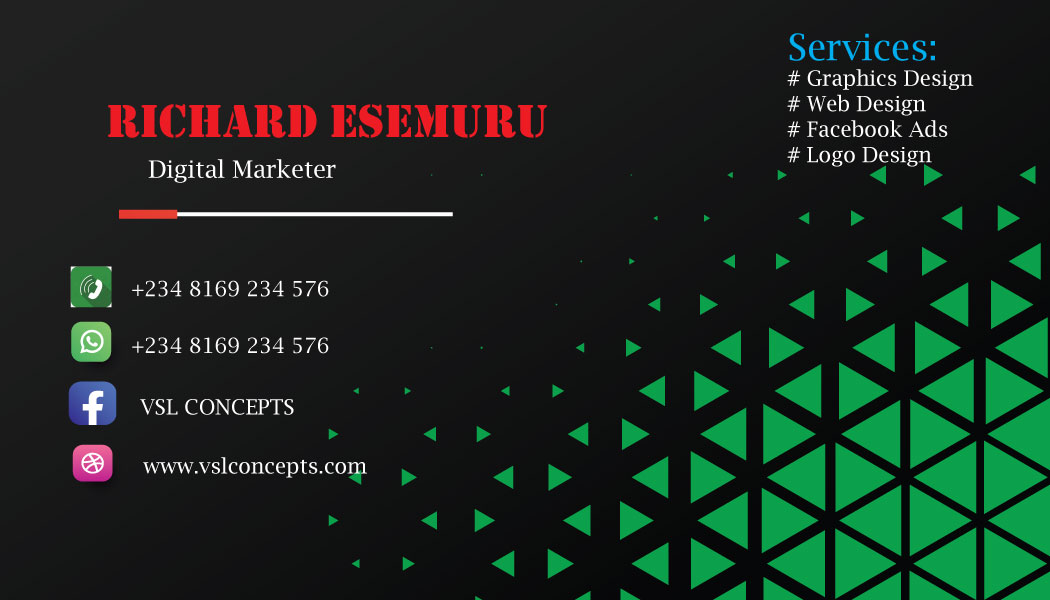 Services:
# Graphics Design
# Web Design
# Facebook Ads
# Logo Design
RICHARD ESEMURU
Digital Marketer
+234 8169 234 576
+234 8169 234 576
VSL CONCEPTS
www.vslconcepts.com